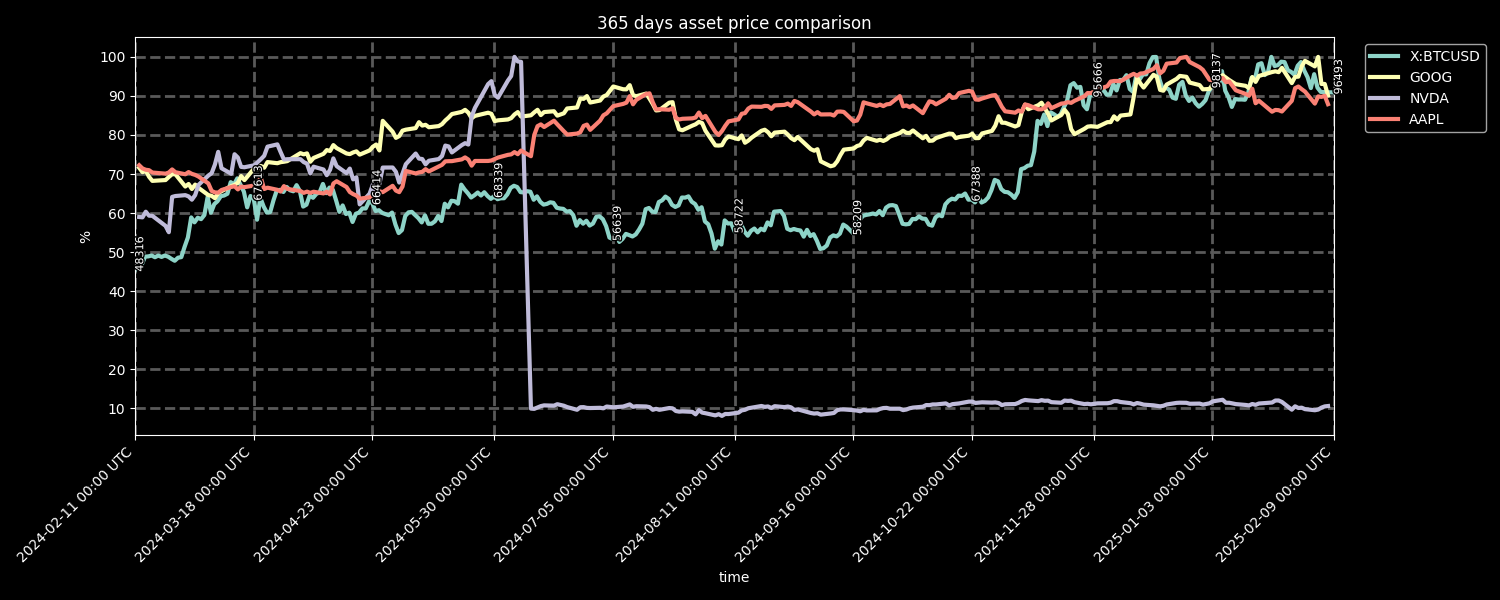 365 days asset price comparison
X:BTCUSD
GOOG
NVDA
AAPL
%
100
90
80
70
60
50
40
30
20
10
48316
67613
66414
68339
56639
58722
58209
67388
95666
98137
96493
2024-02-11 00:00 UTC
2024-03-18 00:00 UTC
2024-04-23 00:00 UTC
2024-05-30 00:00 UTC
2024-07-05 00:00 UTC
2024-08-11 00:00 UTC
2024-09-16 00:00 UTC
2024-10-22 00:00 UTC
2024-11-28 00:00 UTC
2025-01-03 00:00 UTC
2025-02-09 00:00 UTC
time